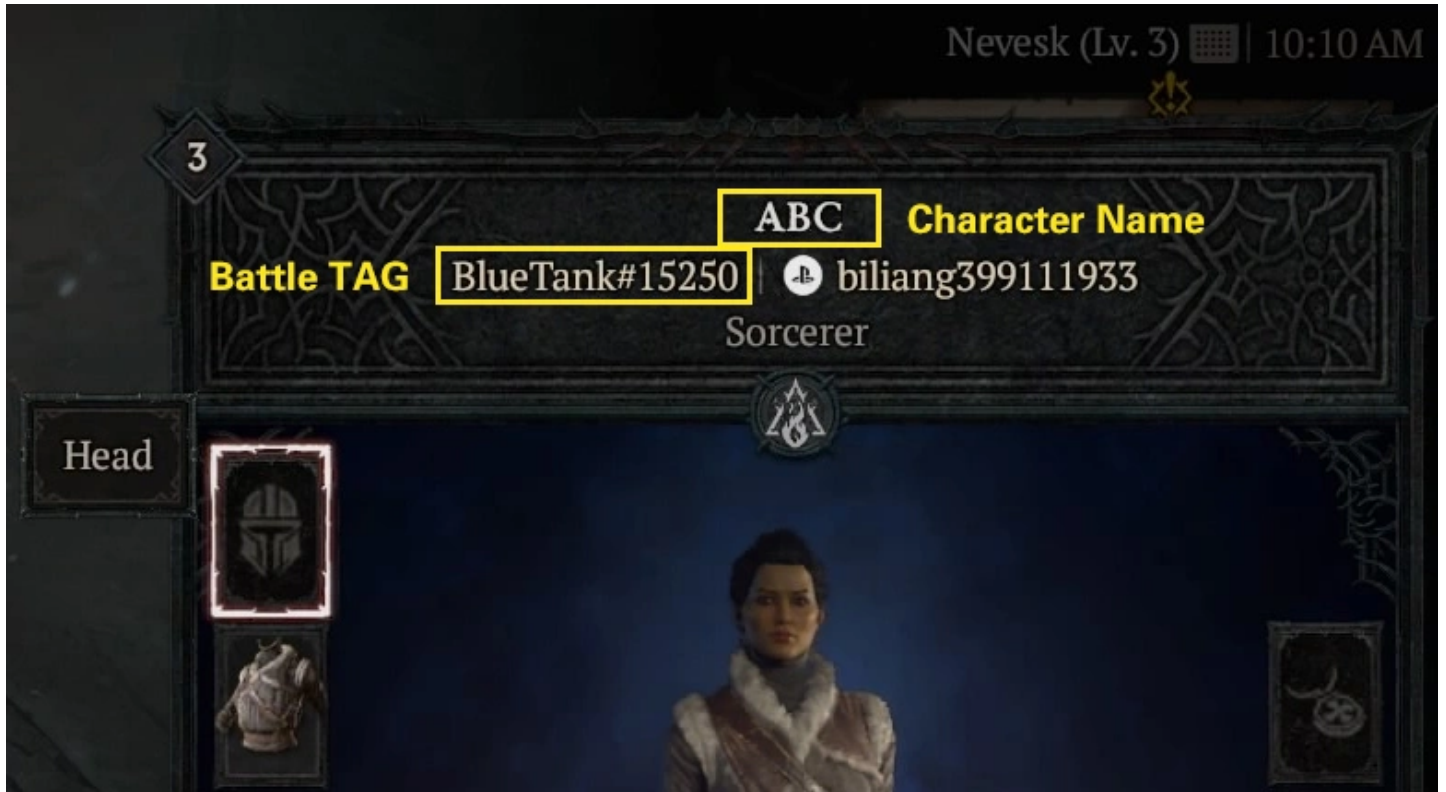 Nevesk (Lv. 3) 10:10 AM
3
ABC Character Name
Battle TAG BlueTank#15250 | biliang399111933
Sorcerer
Head